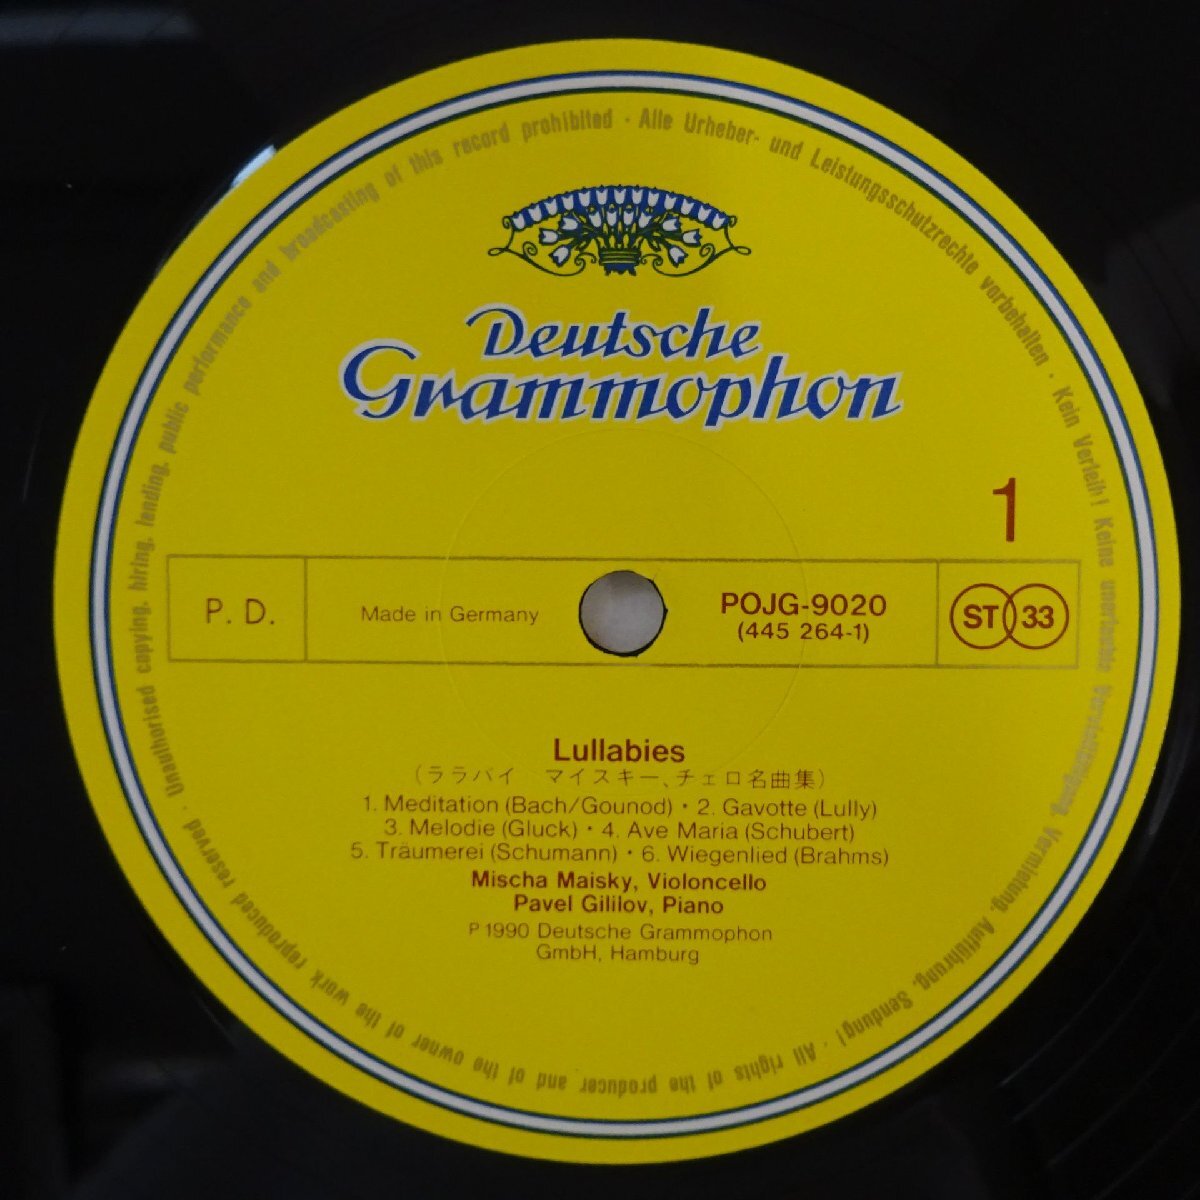 Deutsche
Grammophon
1
P. D.
Made in Germany
POJG-9020
(445 264-1)
ST 33
Lullabies
(ララバイ マイスキー、チェロ名曲集)
1. Meditation (Bach/Gounod) · 2. Gavotte (Lully)
3. Melodie (Gluck) · 4. Ave Maria (Schubert)
5. Träumerei (Schumann) · 6. Wiegenlied (Brahms)
Mischa Maisky, Violoncello
Pavel Gililov, Piano
P 1990 Deutsche Grammophon
GmbH, Hamburg
Alle Urheber- und Leistungsschutzrechte vorbehalten · Kein Verleih! Keine unerlaubte Vervielfältigung, Vermietung, Aufführung, Sendung! · All rights of the producer and of the owner of the work reproduced reserved · Unauthorised copying, hiring, lending, public performance and broadcasting of this record prohibited ·